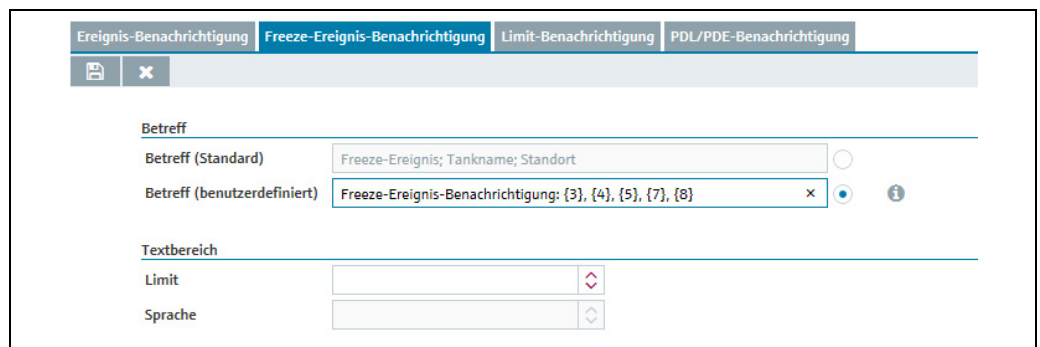 Ereignis-Benachrichtigung Freeze-Ereignis-Benachrichtigung Limit-Benachrichtigung PDL/PDE-Benachrichtigung
Betreff
Betreff (Standard) Freeze-Ereignis; Tankname; Standort
Betreff (benutzerdefiniert) Freeze-Ereignis-Benachrichtigung: {3}, {4}, {5}, {7}, {8}
Textbereich
Limit
Sprache